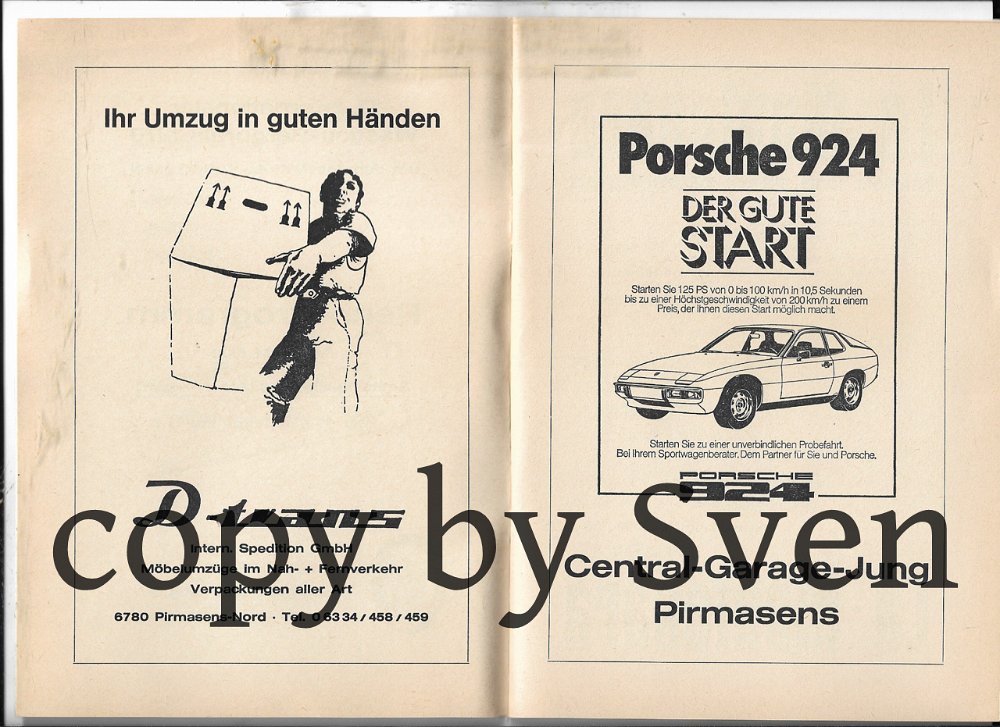 Ihr Umzug in guten Händen
B-trans
Intern. Spedition GmbH
Möbelumzüge im Nah- + Fernverkehr
Verpackungen aller Art
6780 Pirmasens-Nord · Tel. 0 63 34 / 458 / 459
Porsche 924
DER GUTE
START
Starten Sie 125 PS von 0 bis 100 km/h in 10,5 Sekunden
bis zu einer Höchstgeschwindigkeit von 200 km/h zu einem
Preis, der Ihnen diesen Start möglich macht.
Starten Sie zu einer unverbindlichen Probefahrt.
Bei Ihrem Sportwagenberater. Dem Partner für Sie und Porsche.
PORSCHE
924
Central-Garage-Jung
Pirmasens
copy by Sven